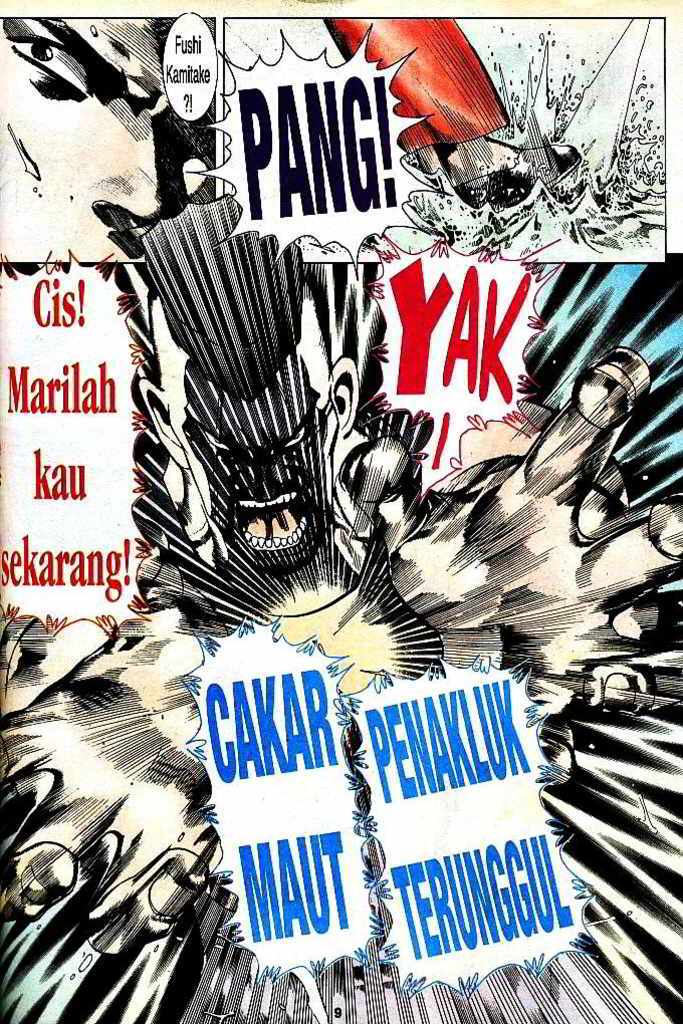 Fushi
Kamitake
?!
PANG!
YAK
!
Cis!
Marilah
kau
sekarang!
CAKAR
MAUT
PENAKLUK
TERUNGGUL
9